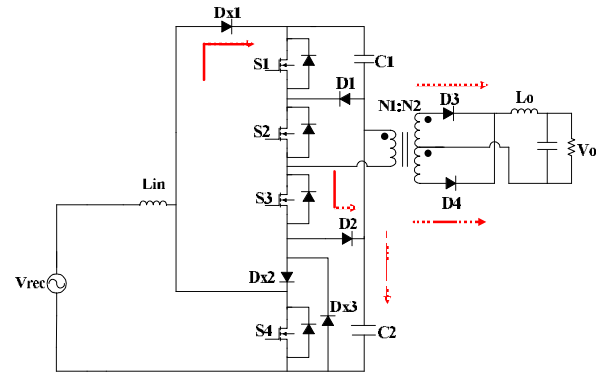 Dx1
S1
C1
D1
N1:N2
D3
Lo
S2
Vo
Lin
S3
D4
D2
Vrec
Dx2
Dx3
S4
C2